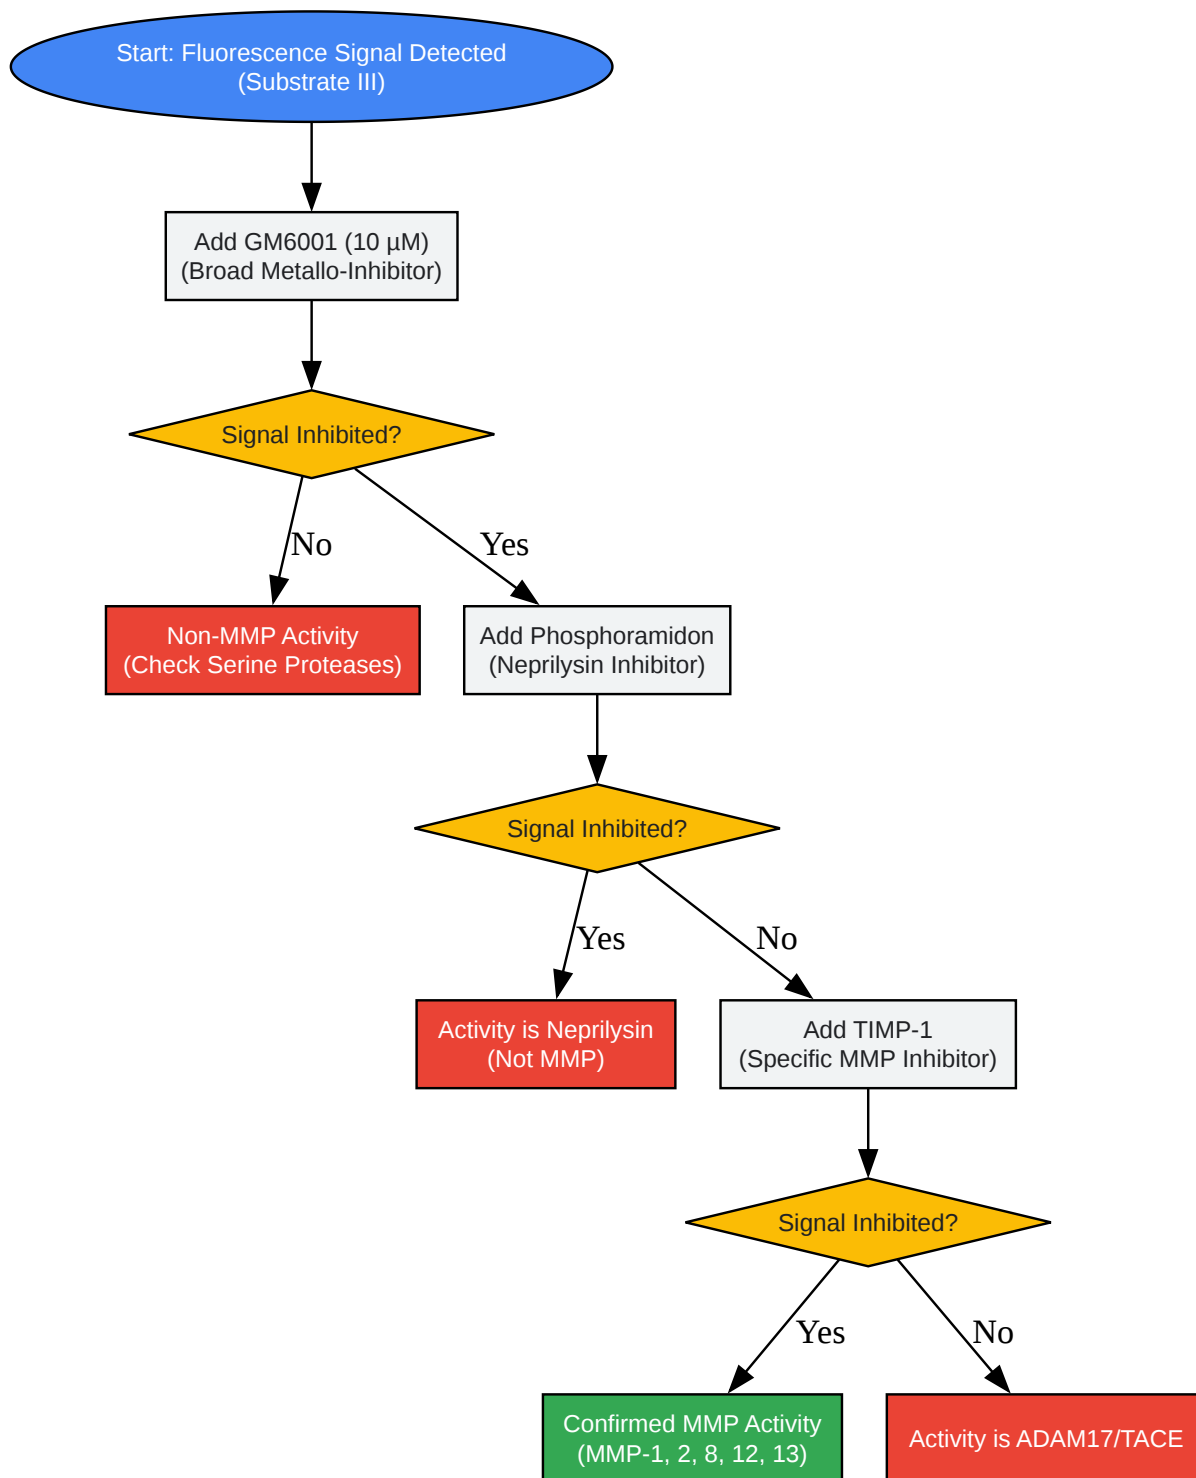 Start: Fluorescence Signal Detected
(Substrate III)
Add GM6001 (10 µM)
(Broad Metallo-Inhibitor)
Signal Inhibited?
No
Yes
Non-MMP Activity
(Check Serine Proteases)
Add Phosphoramidon
(Neprilysin Inhibitor)
Signal Inhibited?
Yes
No
Activity is Neprilysin
(Not MMP)
Add TIMP-1
(Specific MMP Inhibitor)
Signal Inhibited?
Yes
No
Confirmed MMP Activity
(MMP-1, 2, 8, 12, 13)
Activity is ADAM17/TACE